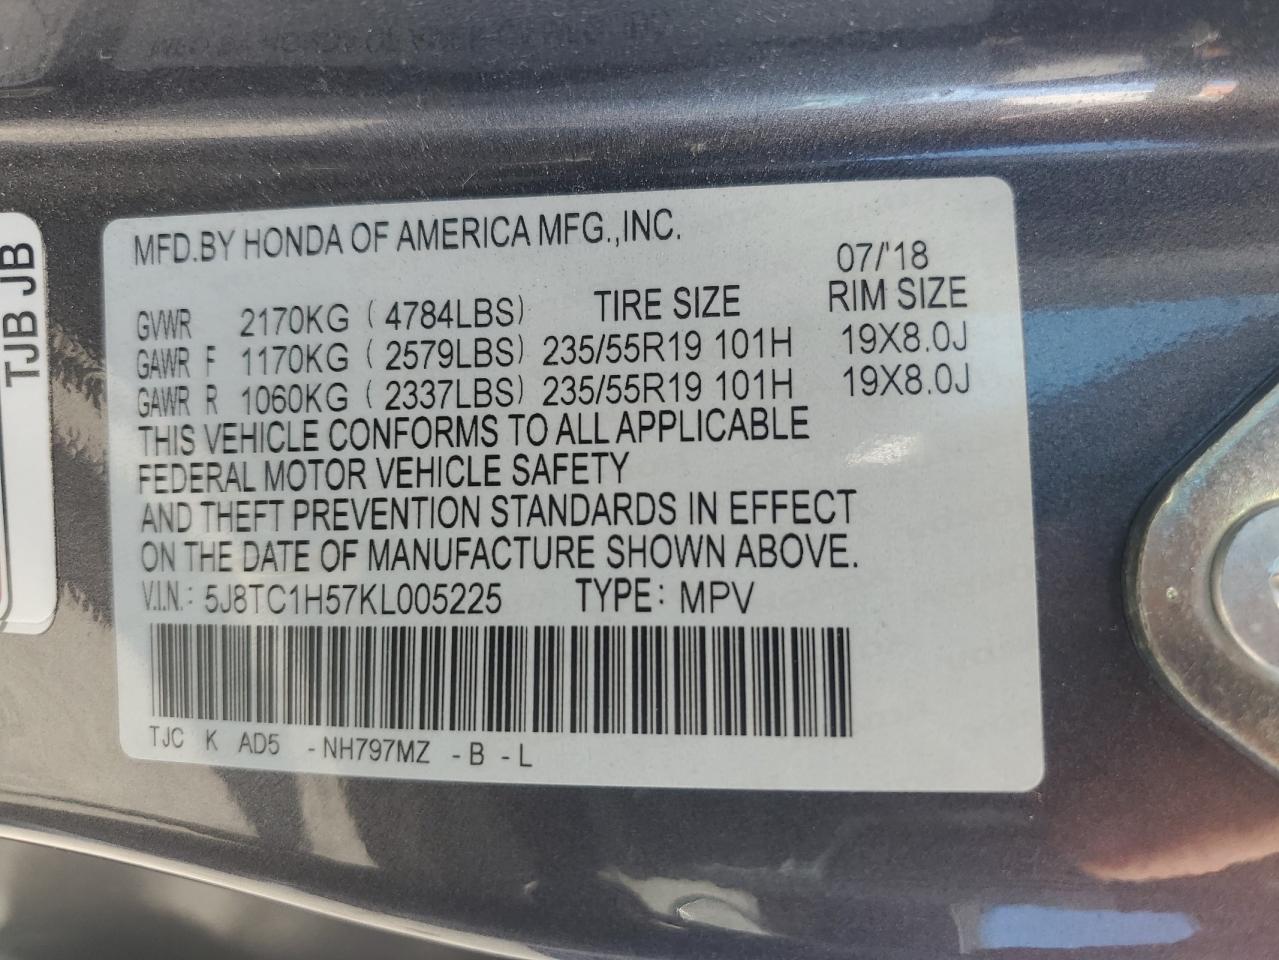 TJB JB
MFD.BY HONDA OF AMERICA MFG.,INC.
07/'18
GVWR 2170KG ( 4784LBS) TIRE SIZE RIM SIZE
GAWR F 1170KG ( 2579LBS) 235/55R19 101H 19X8.0J
GAWR R 1060KG ( 2337LBS) 235/55R19 101H 19X8.0J
THIS VEHICLE CONFORMS TO ALL APPLICABLE
FEDERAL MOTOR VEHICLE SAFETY
AND THEFT PREVENTION STANDARDS IN EFFECT
ON THE DATE OF MANUFACTURE SHOWN ABOVE.
V.I.N.: 5J8TC1H57KL005225 TYPE: MPV
TJC K AD5 -NH797MZ -B -L